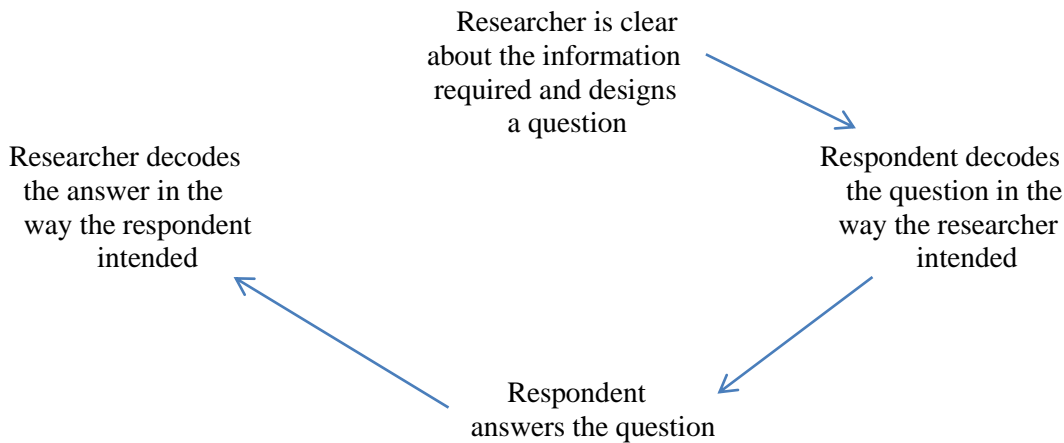 Researcher is clear
about the information
required and designs
a question
Respondent decodes
the question in the
way the researcher
intended
Respondent
answers the question
Researcher decodes
the answer in the
way the respondent
intended